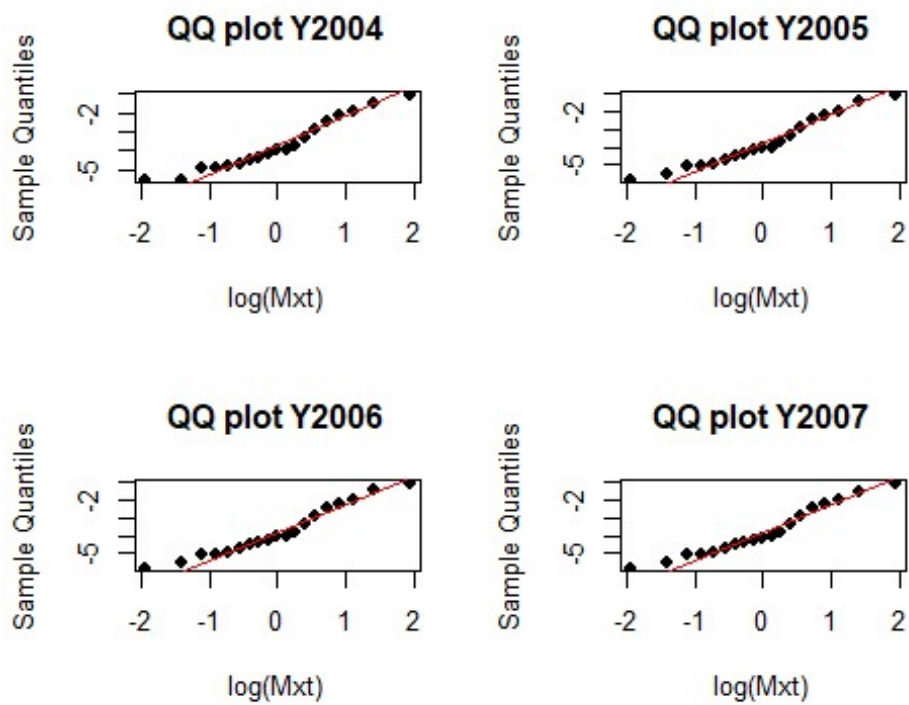 QQ plot Y2004
Sample Quantiles
-2
-5
-2 -1 0 1 2
log(Mxt)
QQ plot Y2005
Sample Quantiles
-2
-5
-2 -1 0 1 2
log(Mxt)
QQ plot Y2006
Sample Quantiles
-2
-5
-2 -1 0 1 2
log(Mxt)
QQ plot Y2007
Sample Quantiles
-2
-5
-2 -1 0 1 2
log(Mxt)